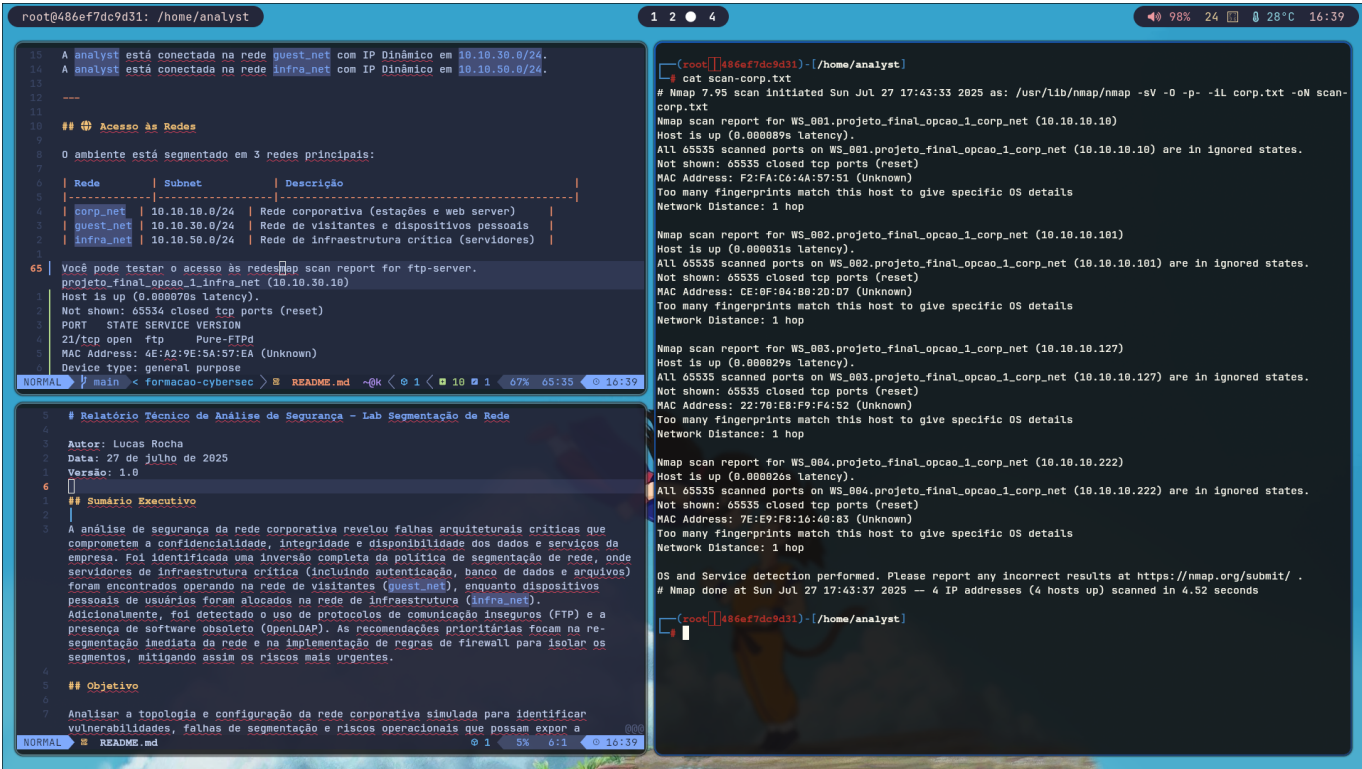 root@486ef7dc9d31: /home/analyst
1 2 4
98% 24 28°C 16:39
15 A analyst está conectada na rede guest_net com IP Dinâmico em 10.10.30.0/24.
14 A analyst está conectada na rede infra_net com IP Dinâmico em 10.10.50.0/24.
13
12 ---
11
10 ## 🌐 Acesso às Redes
9
8 O ambiente está segmentado em 3 redes principais:
7
6 | Rede | Subnet | Descrição |
5 |-----------|----------------|---------------------------------------------|
4 | corp_net | 10.10.10.0/24 | Rede corporativa (estações e web server) |
3 | guest_net | 10.10.30.0/24 | Rede de visitantes e dispositivos pessoais |
2 | infra_net | 10.10.50.0/24 | Rede de infraestrutura crítica (servidores) |
1
65 Você pode testar o acesso às redesmap scan report for ftp-server.
projeto_final_opcao_1_infra_net (10.10.30.10)
1 Host is up (0.000070s latency).
2 Not shown: 65534 closed tcp ports (reset)
3 PORT STATE SERVICE VERSION
4 21/tcp open ftp Pure-FTPd
5 MAC Address: 4E:A2:9E:5A:57:EA (Unknown)
6 Device type: general purpose
NORMAL main < formacao-cybersec > README.md ~@k < 1 < 10 1 67% 65:35 16:39
5 # Relatório Técnico de Análise de Segurança – Lab Segmentação de Rede
4
3 Autor: Lucas Rocha
2 Data: 27 de julho de 2025
1 Versão: 1.0
6
1 ## Sumário Executivo
2
3 A análise de segurança da rede corporativa revelou falhas arquiteturais críticas que
comprometem a confidencialidade, integridade e disponibilidade dos dados e serviços da
empresa. Foi identificada uma inversão completa da política de segmentação de rede, onde
servidores de infraestrutura crítica (incluindo autenticação, banco de dados e arquivos)
foram encontrados operando na rede de visitantes (guest_net), enquanto dispositivos
pessoais de usuários foram alocados na rede de infraestrutura (infra_net).
Adicionalmente, foi detectado o uso de protocolos de comunicação inseguros (FTP) e a
presença de software obsoleto (OpenLDAP). As recomendações prioritárias focam na re-
segmentação imediata da rede e na implementação de regras de firewall para isolar os
segmentos, mitigando assim os riscos mais urgentes.
4
5 ## Objetivo
6
7 Analisar a topologia e configuração da rede corporativa simulada para identificar
vulnerabilidades, falhas de segmentação e riscos operacionais que possam expor a @@@
NORMAL README.md 1 5% 6:1 16:39
(root 486ef7dc9d31)-[/home/analyst]
# cat scan-corp.txt
# Nmap 7.95 scan initiated Sun Jul 27 17:43:33 2025 as: /usr/lib/nmap/nmap -sV -O -p- -iL corp.txt -oN scan-
corp.txt
Nmap scan report for WS_001.projeto_final_opcao_1_corp_net (10.10.10.10)
Host is up (0.000089s latency).
All 65535 scanned ports on WS_001.projeto_final_opcao_1_corp_net (10.10.10.10) are in ignored states.
Not shown: 65535 closed tcp ports (reset)
MAC Address: F2:FA:C6:4A:57:51 (Unknown)
Too many fingerprints match this host to give specific OS details
Network Distance: 1 hop
Nmap scan report for WS_002.projeto_final_opcao_1_corp_net (10.10.10.101)
Host is up (0.000031s latency).
All 65535 scanned ports on WS_002.projeto_final_opcao_1_corp_net (10.10.10.101) are in ignored states.
Not shown: 65535 closed tcp ports (reset)
MAC Address: CE:0F:04:B0:2D:D7 (Unknown)
Too many fingerprints match this host to give specific OS details
Network Distance: 1 hop
Nmap scan report for WS_003.projeto_final_opcao_1_corp_net (10.10.10.127)
Host is up (0.000029s latency).
All 65535 scanned ports on WS_003.projeto_final_opcao_1_corp_net (10.10.10.127) are in ignored states.
Not shown: 65535 closed tcp ports (reset)
MAC Address: 22:70:E8:F9:F4:52 (Unknown)
Too many fingerprints match this host to give specific OS details
Network Distance: 1 hop
Nmap scan report for WS_004.projeto_final_opcao_1_corp_net (10.10.10.222)
Host is up (0.000026s latency).
All 65535 scanned ports on WS_004.projeto_final_opcao_1_corp_net (10.10.10.222) are in ignored states.
Not shown: 65535 closed tcp ports (reset)
MAC Address: 7E:E9:F8:16:40:83 (Unknown)
Too many fingerprints match this host to give specific OS details
Network Distance: 1 hop
OS and Service detection performed. Please report any incorrect results at https://nmap.org/submit/ .
# Nmap done at Sun Jul 27 17:43:37 2025 -- 4 IP addresses (4 hosts up) scanned in 4.52 seconds
(root 486ef7dc9d31)-[/home/analyst]
#